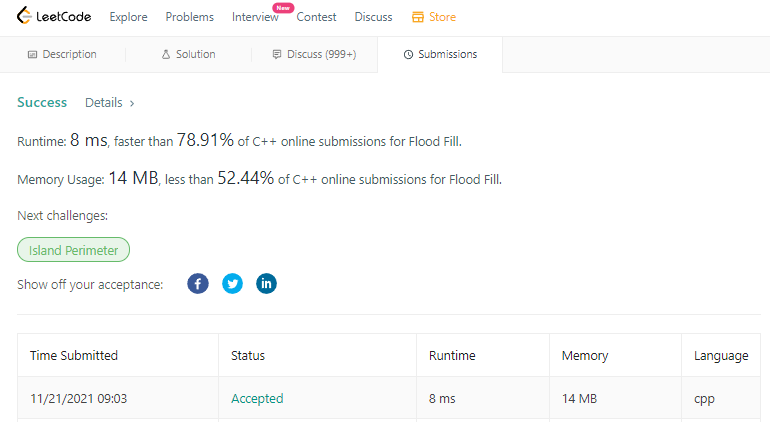 LeetCode Explore Problems Interview New Contest Discuss Store
Description Solution Discuss (999+) Submissions
Success Details >
Runtime: 8 ms, faster than 78.91% of C++ online submissions for Flood Fill.
Memory Usage: 14 MB, less than 52.44% of C++ online submissions for Flood Fill.
Next challenges:
Island Perimeter
Show off your acceptance:
Time Submitted Status Runtime Memory Language
11/21/2021 09:03 Accepted 8 ms 14 MB cpp